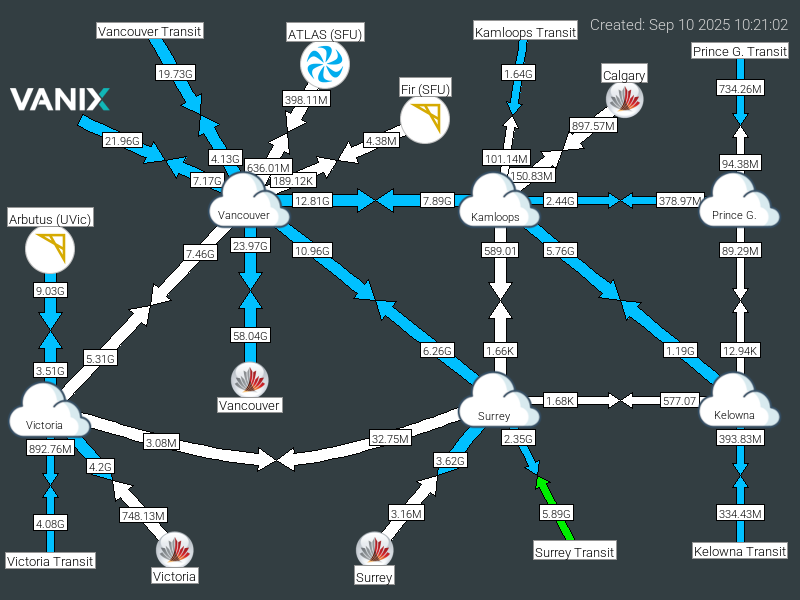 Created: Sep 10 2025 10:21:02
Vancouver Transit
ATLAS (SFU)
Kamloops Transit
Prince G. Transit
19.73G
1.64G
Calgary
Fir (SFU)
734.26M
VANIX
398.11M
897.57M
21.96G
4.38M
4.13G
101.14M
94.38M
636.01M
150.83M
7.17G
189.12K
12.81G
7.89G
2.44G
378.97M
Arbutus (UVic)
Vancouver
Kamloops
Prince G.
7.46G
23.97G
10.96G
589.01
5.76G
89.29M
9.03G
58.04G
5.31G
6.26G
1.66K
1.19G
12.94K
3.51G
Vancouver
1.68K
577.07
Victoria
Surrey
Kelowna
892.76M
3.08M
32.75M
2.35G
393.83M
4.2G
3.62G
4.08G
748.13M
3.16M
5.89G
334.43M
Victoria Transit
Victoria
Surrey
Surrey Transit
Kelowna Transit